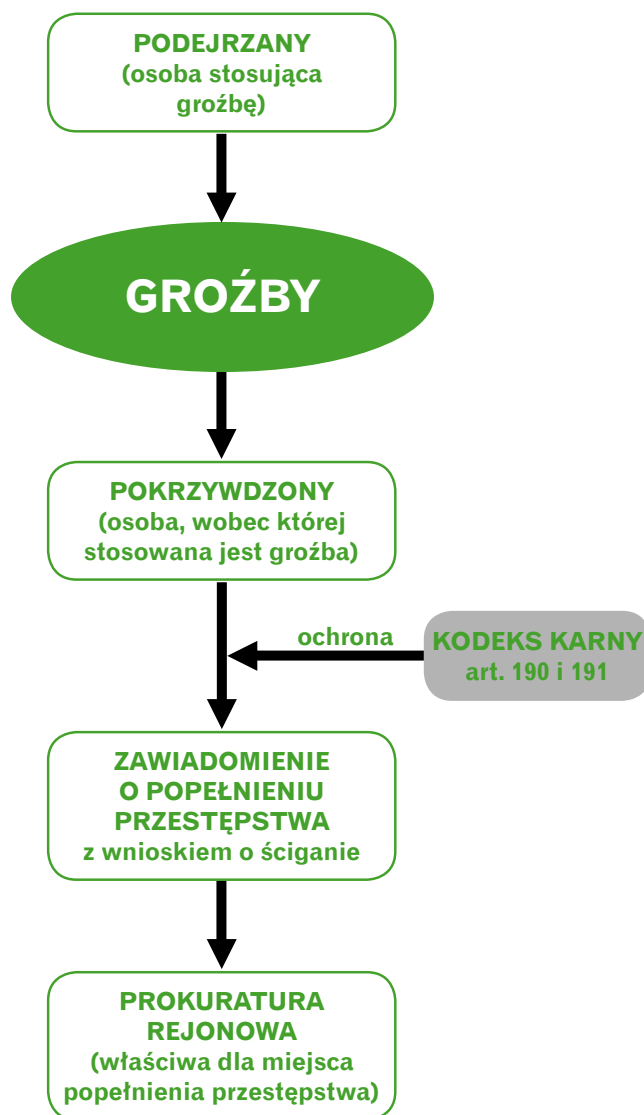 PODEJRZANY
(osoba stosująca
groźbę)
GROŹBY
POKRZYWDZONY
(osoba, wobec której
stosowana jest groźba)
ochrona
KODEKS KARNY
art. 190 i 191
ZAWIADOMIENIE
O POPEŁNIENIU
PRZESTĘPSTWA
z wnioskiem o ściganie
PROKURATURA
REJONOWA
(właściwa dla miejsca
popełnienia przestępstwa)